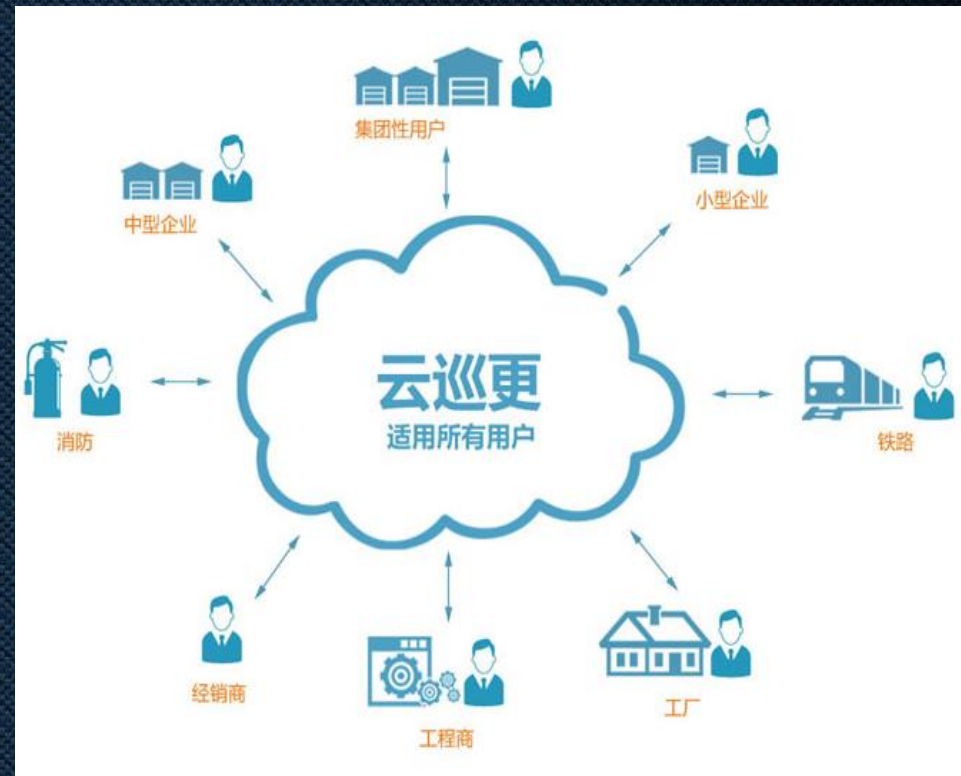 集团性用户
小型企业
中型企业
云巡更
适用所有用户
消防
铁路
经销商
工程商
工厂